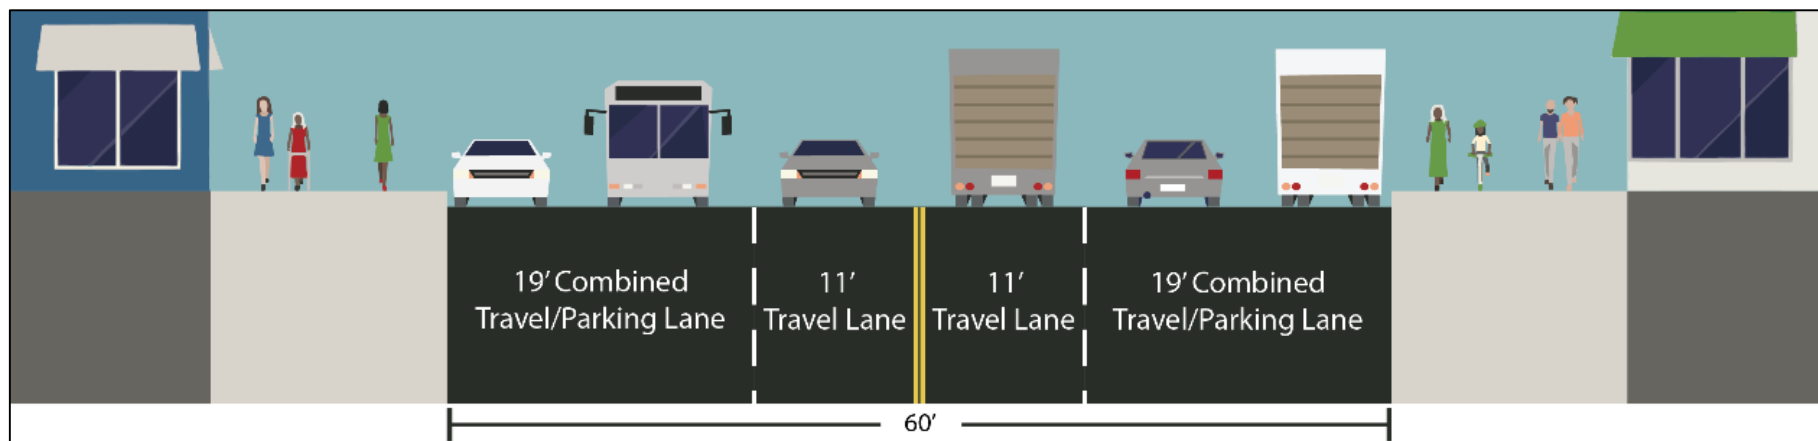 19’ Combined
Travel/Parking Lane
11’
Travel Lane
11’
Travel Lane
19’ Combined
Travel/Parking Lane
60’